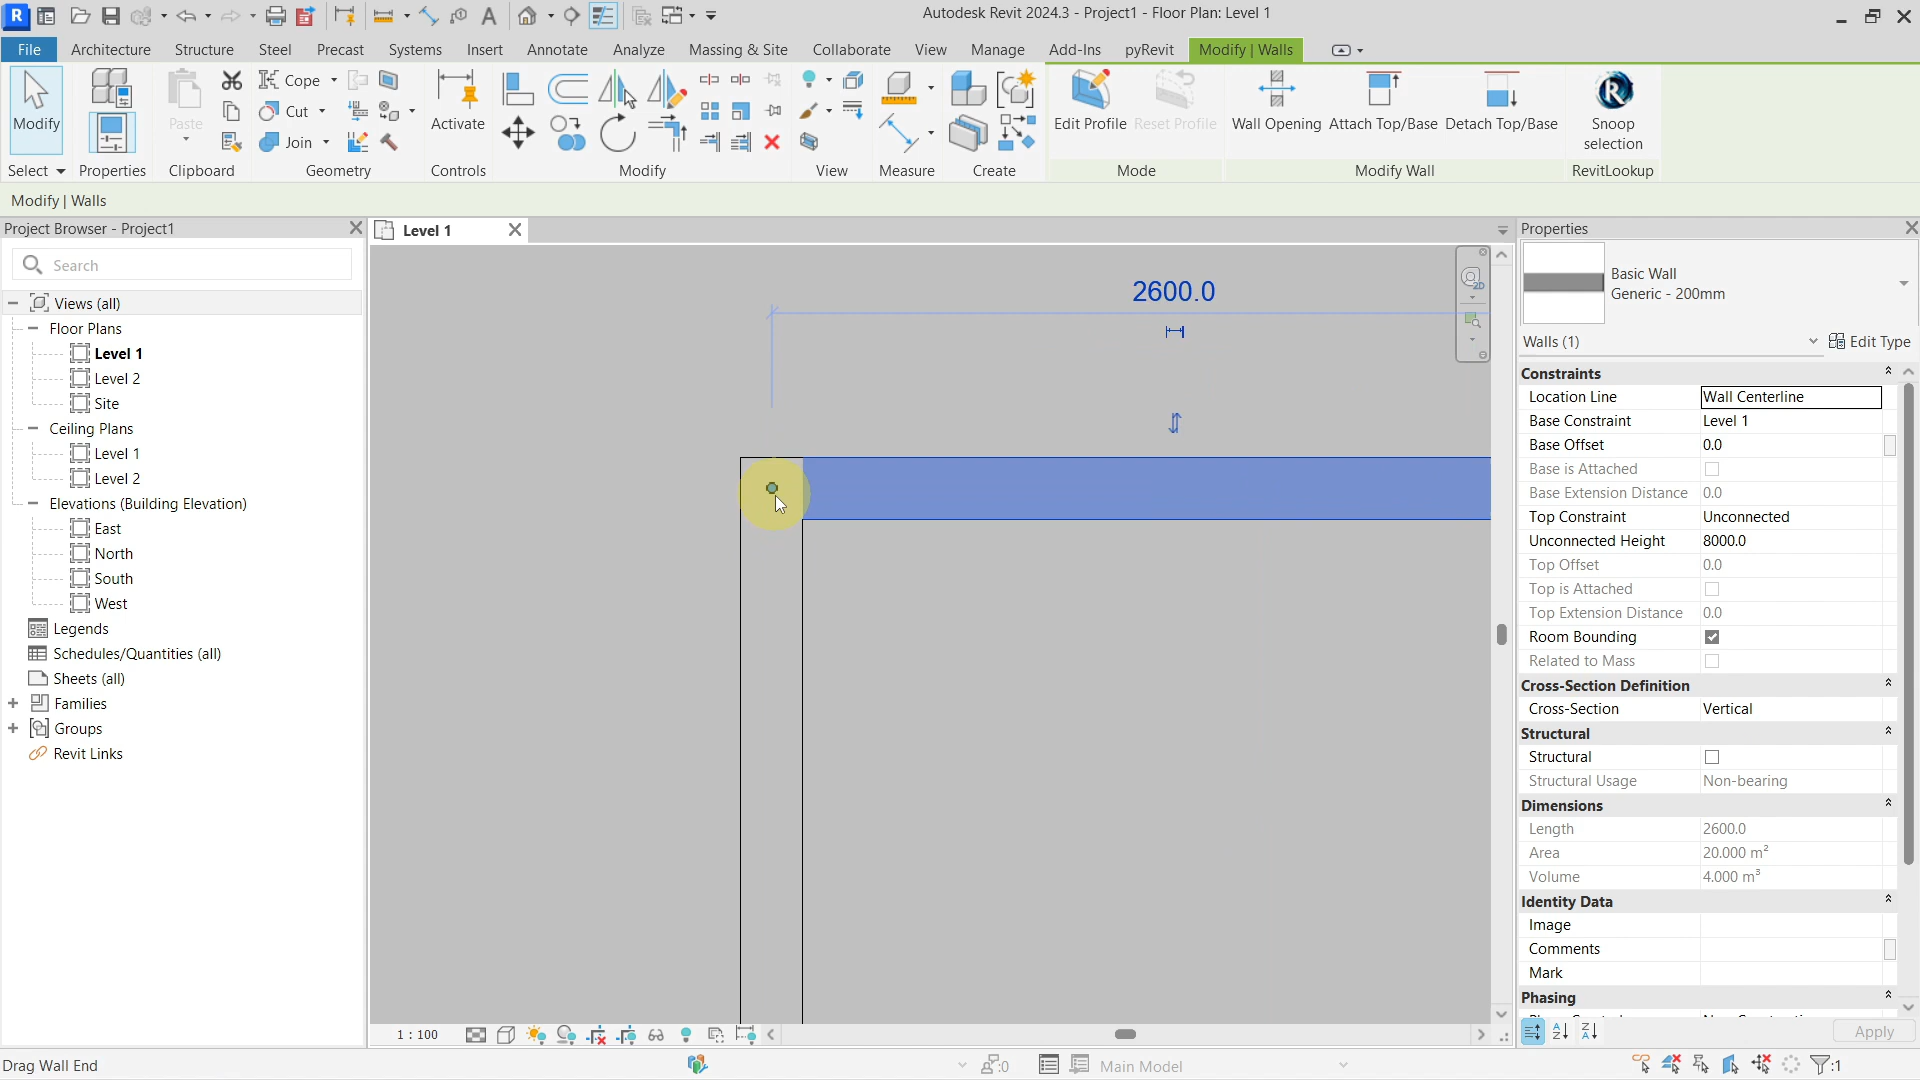 Autodesk Revit 2024.3 - Project1 - Floor Plan: Level 1
File Architecture Structure Steel Precast Systems Insert Annotate Analyze Massing & Site Collaborate View Manage Add-Ins pyRevit Modify | Walls
Modify Paste Cope Cut Join Activate Edit Profile Reset Profile Wall Opening Attach Top/Base Detach Top/Base Snoop selection
Select Properties Clipboard Geometry Controls Modify View Measure Create Mode Modify Wall RevitLookup
Modify | Walls
Project Browser - Project1
Search
Views (all)
Floor Plans
Level 1
Level 2
Site
Ceiling Plans
Level 1
Level 2
Elevations (Building Elevation)
East
North
South
West
Legends
Schedules/Quantities (all)
Sheets (all)
Families
Groups
Revit Links
Level 1
2600.0
2D
1 : 100
Properties
Basic Wall
Generic - 200mm
Walls (1) Edit Type
Constraints
Location Line Wall Centerline
Base Constraint Level 1
Base Offset 0.0
Base is Attached
Base Extension Distance 0.0
Top Constraint Unconnected
Unconnected Height 8000.0
Top Offset 0.0
Top is Attached
Top Extension Distance 0.0
Room Bounding
Related to Mass
Cross-Section Definition
Cross-Section Vertical
Structural
Structural
Structural Usage Non-bearing
Dimensions
Length 2600.0
Area 20.000 m²
Volume 4.000 m³
Identity Data
Image
Comments
Mark
Phasing
Apply
Drag Wall End :0 Main Model :1